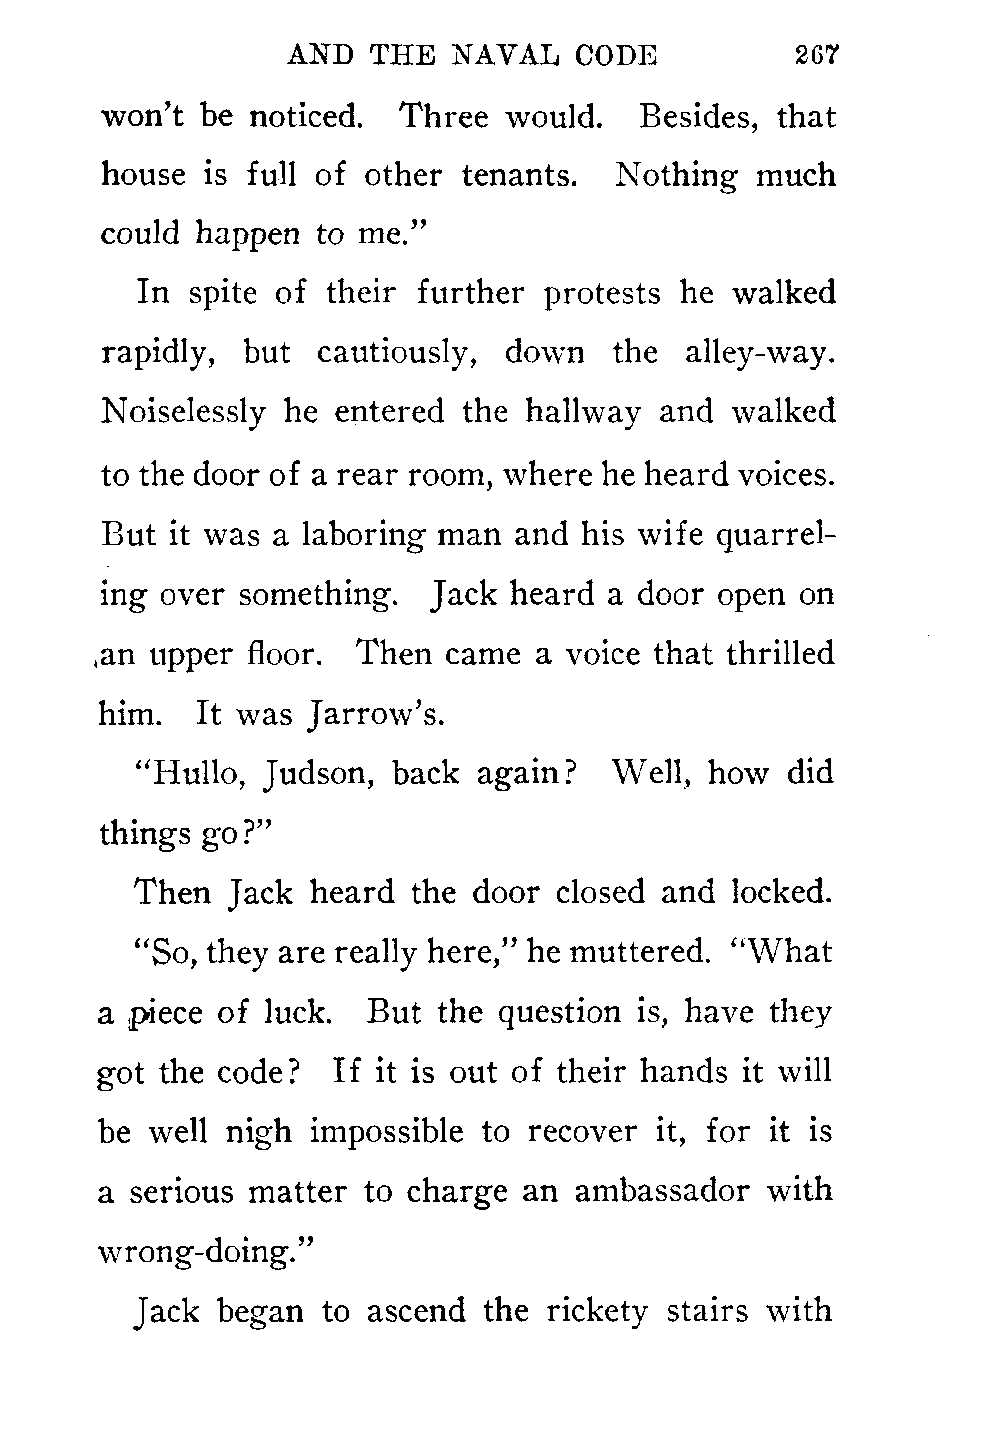 AND THE NAVAL CODE 267
won't be noticed. Three would. Besides, that
house is full of other tenants. Nothing much
could happen to me.”
In spite of their further protests he walked
rapidly, but cautiously, down the alley-way.
Noiselessly he entered the hallway and walked
to the door of a rear room, where he heard voices.
But it was a laboring man and his wife quarrel-
ing over something. Jack heard a door open on
an upper floor. Then came a voice that thrilled
him. It was Jarrow's.
“Hullo, Judson, back again? Well, how did
things go?”
Then Jack heard the door closed and locked.
“So, they are really here,” he muttered. “What
a piece of luck. But the question is, have they
got the code? If it is out of their hands it will
be well nigh impossible to recover it, for it is
a serious matter to charge an ambassador with
wrong-doing.”
Jack began to ascend the rickety stairs with